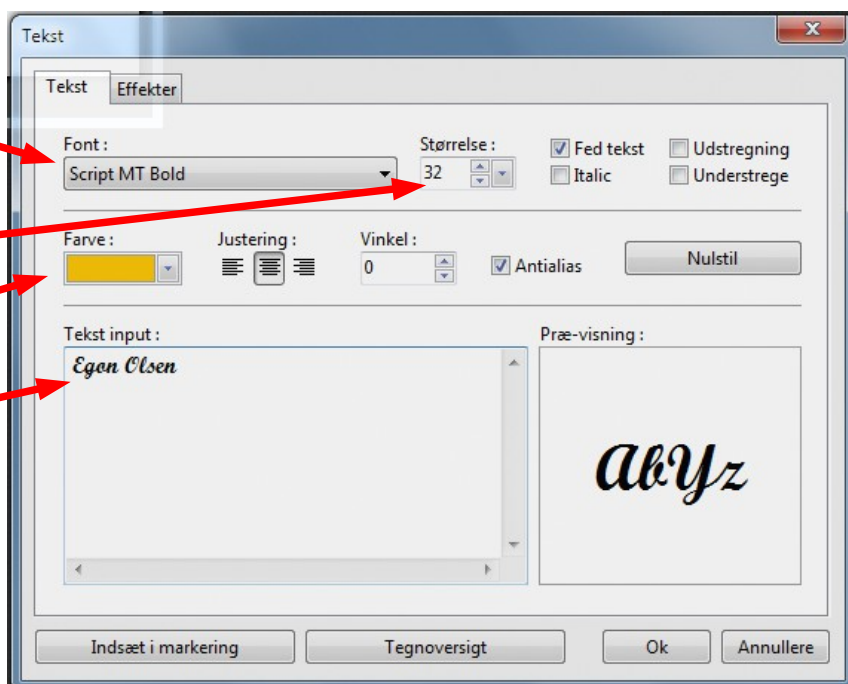 Tekst
Tekst Effekter
Font : Størrelse :
Script MT Bold 32 Fed tekst Udstregning
Italic Understrege
Farve : Justering : Vinkel :
0 Antialias Nulstil
Tekst input : Præ-visning :
Egon Olsen
AbYz
Indsæt i markering Tegnoversigt Ok Annullere